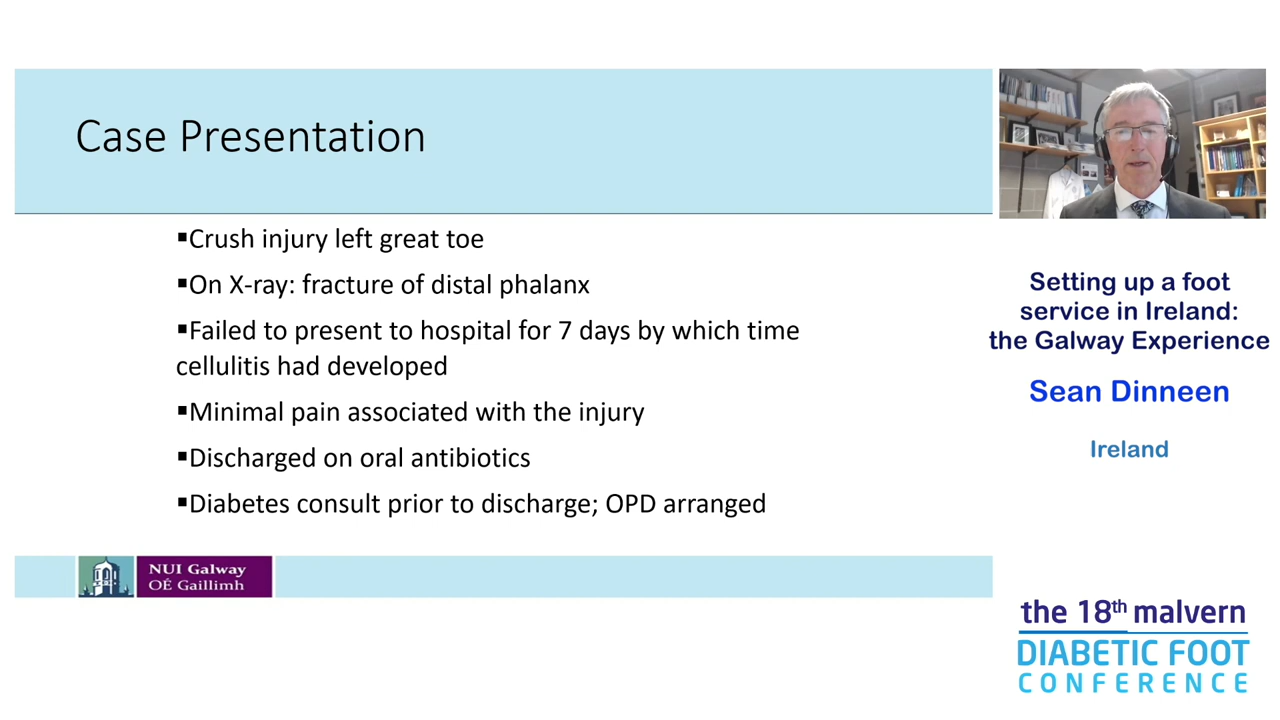 Case Presentation
▪Crush injury left great toe
▪On X-ray: fracture of distal phalanx
▪Failed to present to hospital for 7 days by which time
cellulitis had developed
▪Minimal pain associated with the injury
▪Discharged on oral antibiotics
▪Diabetes consult prior to discharge; OPD arranged
NUI Galway
OÉ Gaillimh
Setting up a foot
service in Ireland:
the Galway Experience
Sean Dinneen
Ireland
the 18th malvern
DIABETIC FOOT
CONFERENCE